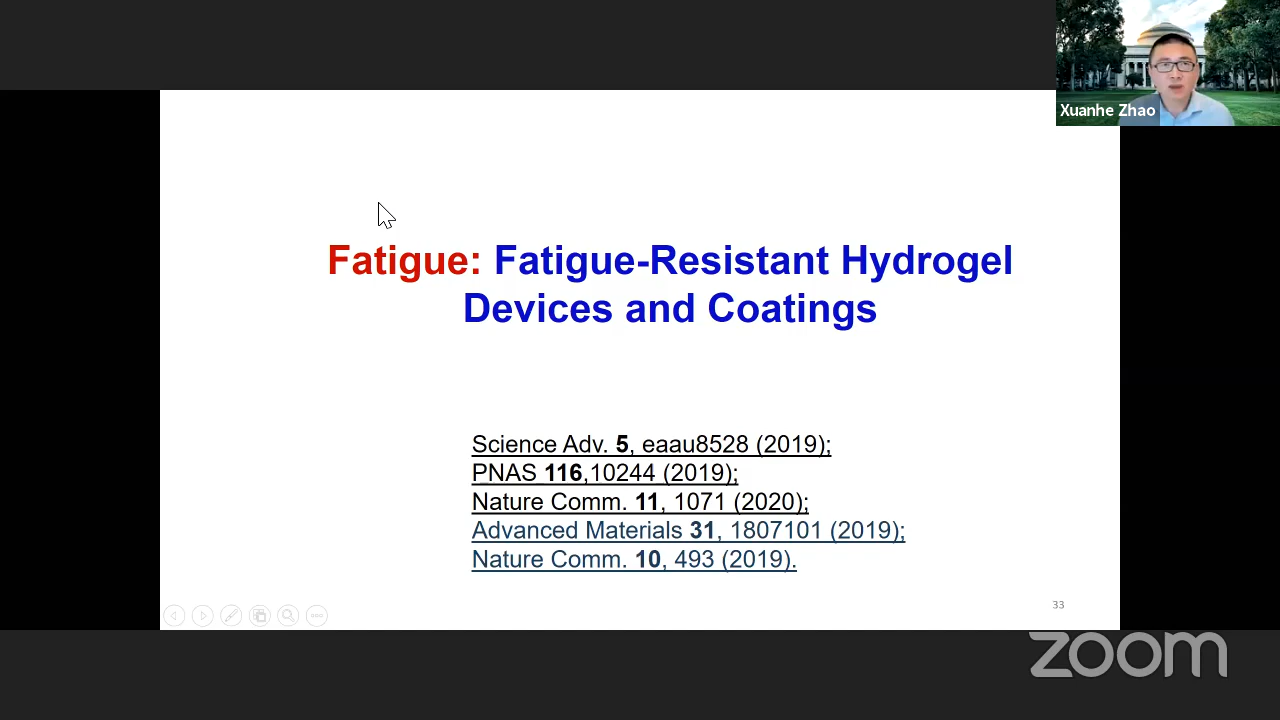 Xuanhe Zhao
Fatigue: Fatigue-Resistant Hydrogel
Devices and Coatings
Science Adv. 5, eaau8528 (2019);
PNAS 116,10244 (2019);
Nature Comm. 11, 1071 (2020);
Advanced Materials 31, 1807101 (2019);
Nature Comm. 10, 493 (2019).
33
zoom